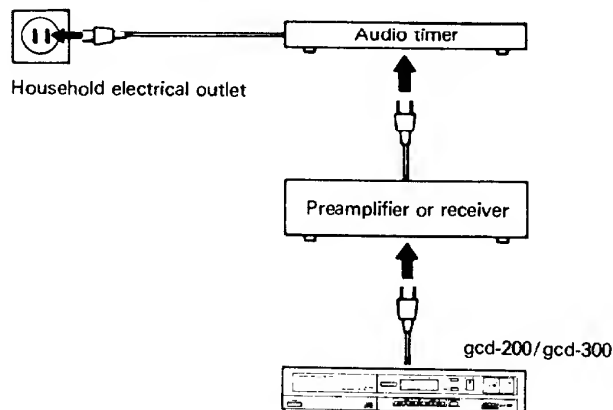 Audio timer
Household electrical outlet
Preamplifier or receiver
gcd-200/gcd-300